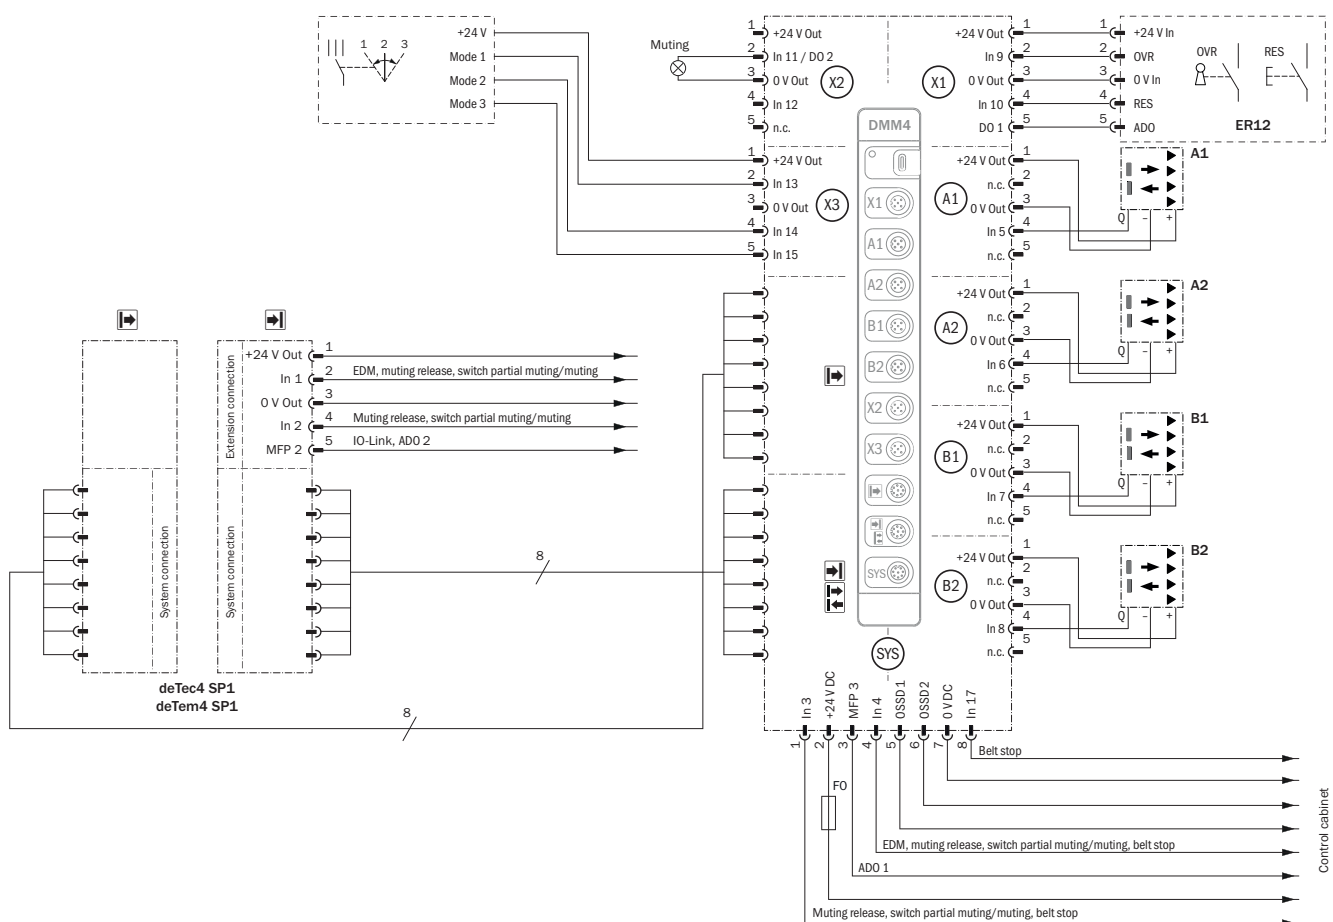 +24 V
1 2 3
Mode 1
Mode 2
Mode 3
Muting
1 +24 V Out
2 In 11 / DO 2
3 0 V Out
4 In 12
5 n.c.
X2
X1
+24 V Out 1
In 9 2
0 V Out 3
In 10 4
DO 1 5
1 +24 V In
2 OVR
3 0 V In
4 RES
5 ADO
OVR
RES
ER12
1 +24 V Out
2 In 13
3 0 V Out
4 In 14
5 In 15
X3
DMM4
X1
A1
A2
B1
B2
X2
X3
SYS
A1
+24 V Out 1
n.c. 2
0 V Out 3
In 5 4
n.c. 5
A1
Q – +
A2
+24 V Out 1
n.c. 2
0 V Out 3
In 6 4
n.c. 5
A2
Q – +
B1
+24 V Out 1
n.c. 2
0 V Out 3
In 7 4
n.c. 5
B1
Q – +
B2
+24 V Out 1
n.c. 2
0 V Out 3
In 8 4
n.c. 5
B2
Q – +
Extension connection
+24 V Out 1
In 1 2 EDM, muting release, switch partial muting/muting
0 V Out 3
In 2 4 Muting release, switch partial muting/muting
MFP 2 5 IO-Link, ADO 2
System connection
System connection
8
deTec4 SP1
deTem4 SP1
8
SYS
In 3
+24 V DC
MFP 3
In 4
OSSD1
OSSD2
0 V DC
In 17
1 2 3 4 5 6 7 8
Belt stop
F0
EDM, muting release, switch partial muting/muting, belt stop
ADO 1
Muting release, switch partial muting/muting, belt stop
Control cabinet